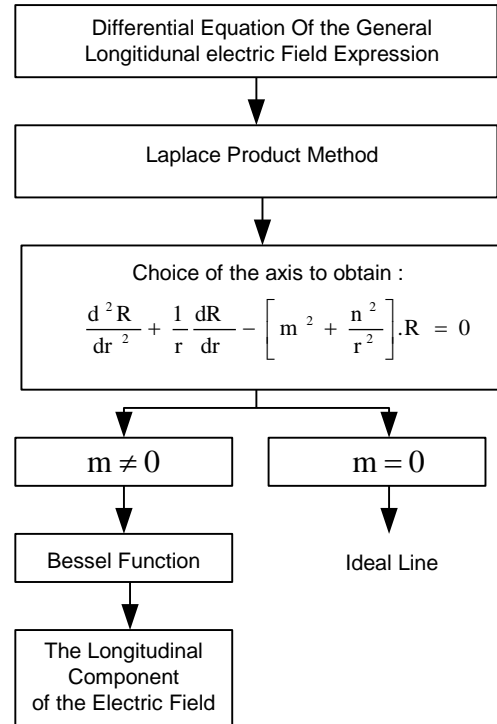 Differential Equation Of the General
Longitidunal electric Field Expression
Laplace Product Method
Choice of the axis to obtain :
d²R/dr² + 1/r dR/dr − [m² + n²/r²].R = 0
m ≠ 0
m = 0
Bessel Function
Ideal Line
The Longitudinal
Component
of the Electric Field